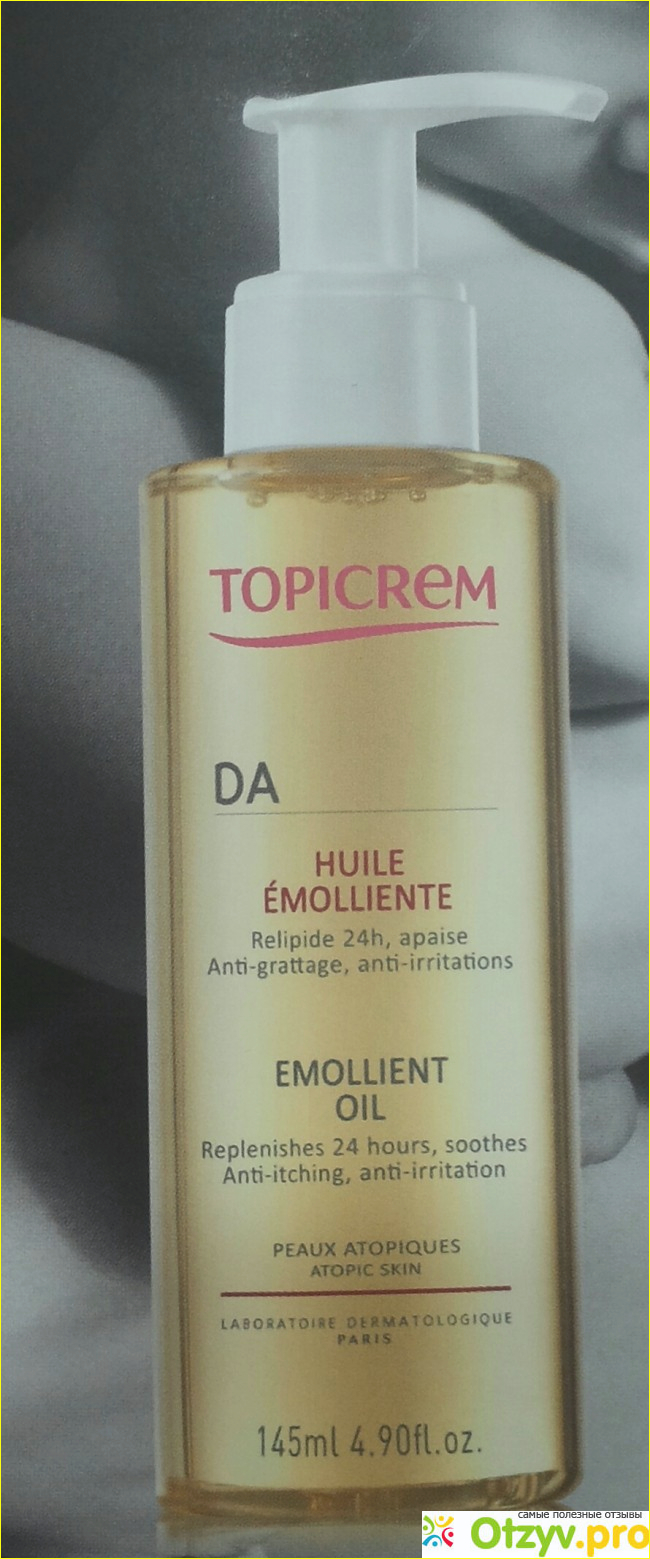 TOPICREM
DA
HUILE
ÉMOLLIENTE
Relipide 24h, apaise
Anti-grattage, anti-irritations
EMOLLIENT
OIL
Replenishes 24 hours, soothes
Anti-itching, anti-irritation
PEAUX ATOPIQUES
ATOPIC SKIN
LABORATOIRE DERMATOLOGIQUE
PARIS
145ml 4.90fl.oz.
самые полезные отзывы
Otzyv.pro